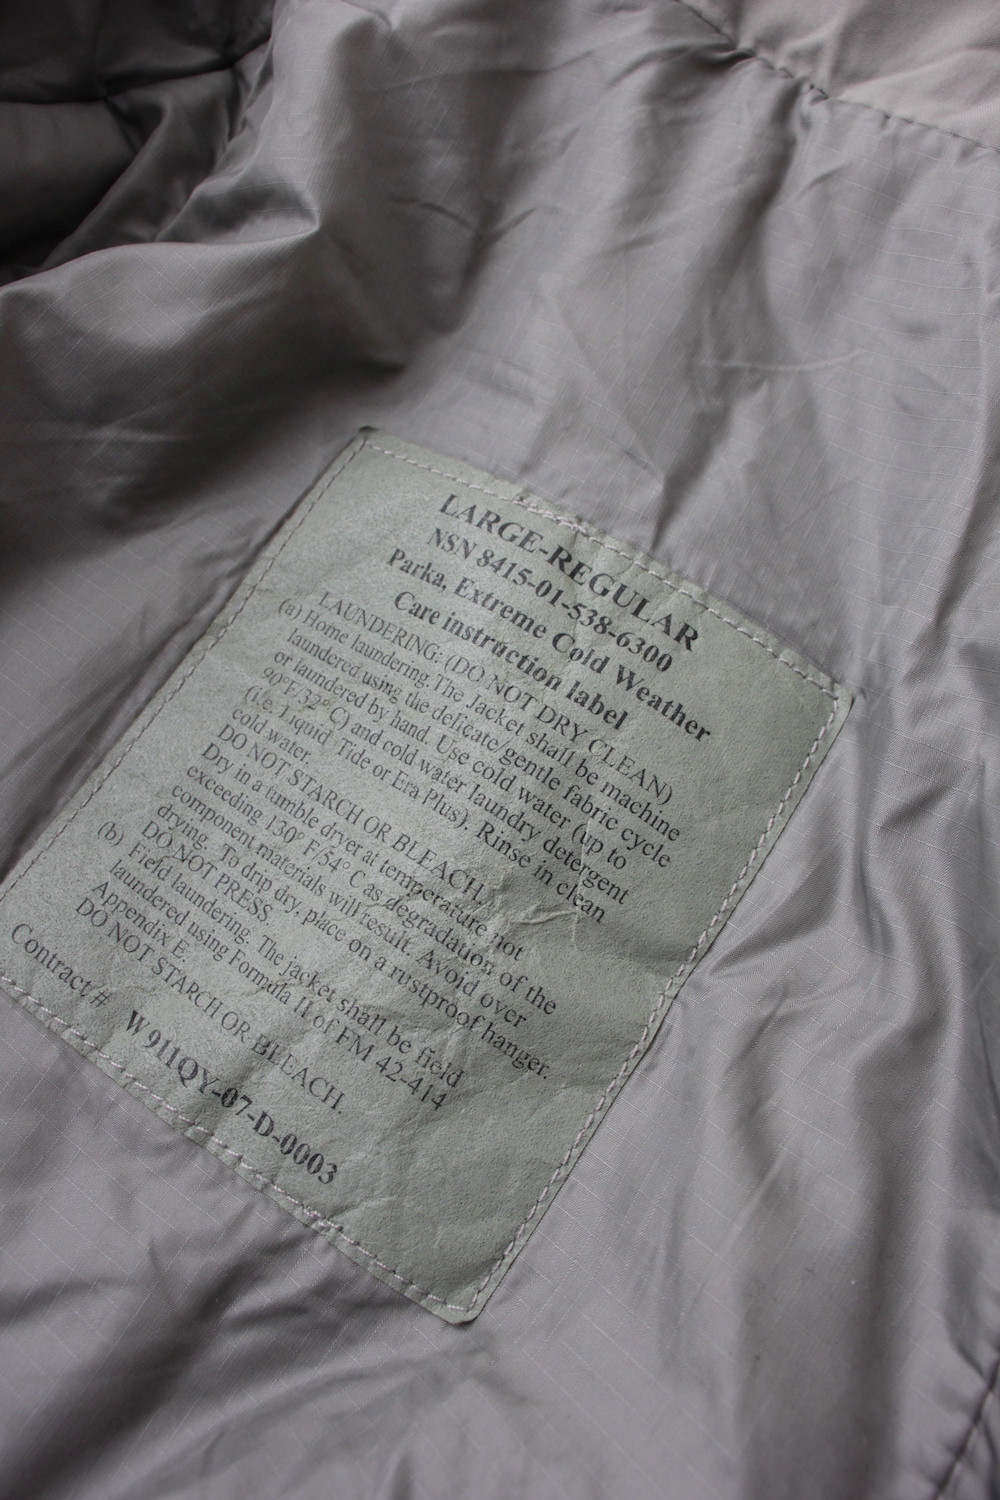 LARGE-REGULAR
NSN 8415-01-538-6300
Parka, Extreme Cold Weather
Care instruction label
LAUNDERING: (DO NOT DRY CLEAN)
(a) Home laundering. The Jacket shall be machine
laundered using the delicate/gentle fabric cycle
or laundered by hand. Use cold water (up to
90°F/32° C) and cold water laundry detergent
(i.e. Liquid Tide or Era Plus). Rinse in clean
cold water.
DO NOT STARCH OR BLEACH.
Dry in a tumble dryer at temperature not
exceeding 130° F/54° C as degradation of the
component materials will result. Avoid over
drying. To drip dry, place on a rustproof hanger.
DO NOT PRESS.
(b) Field laundering. The jacket shall be field
laundered using Formula II of FM 42-414
Appendix E.
DO NOT STARCH OR BLEACH.
Contract # W911QY-07-D-0003